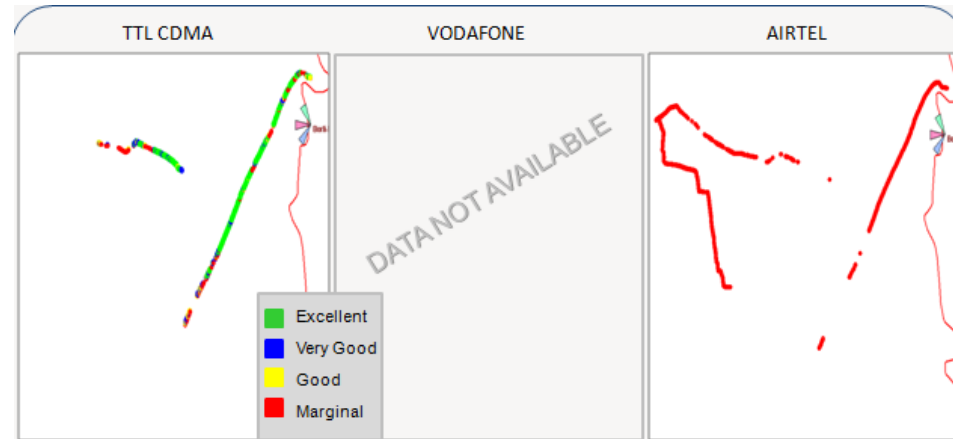 TTL CDMA
VODAFONE
AIRTEL
DATA NOT AVAILABLE
Excellent
Very Good
Good
Marginal